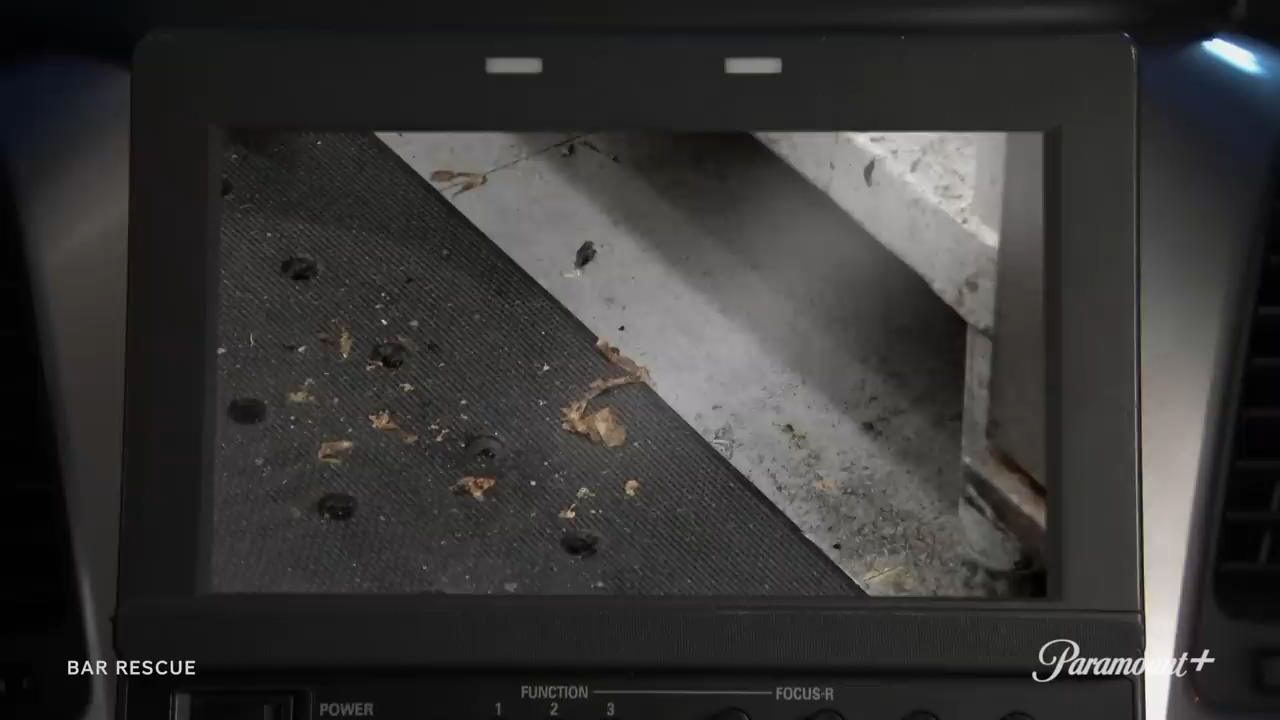 BAR RESCUE
Paramount+
FUNCTION
FOCUS-R
POWER
1 2 3